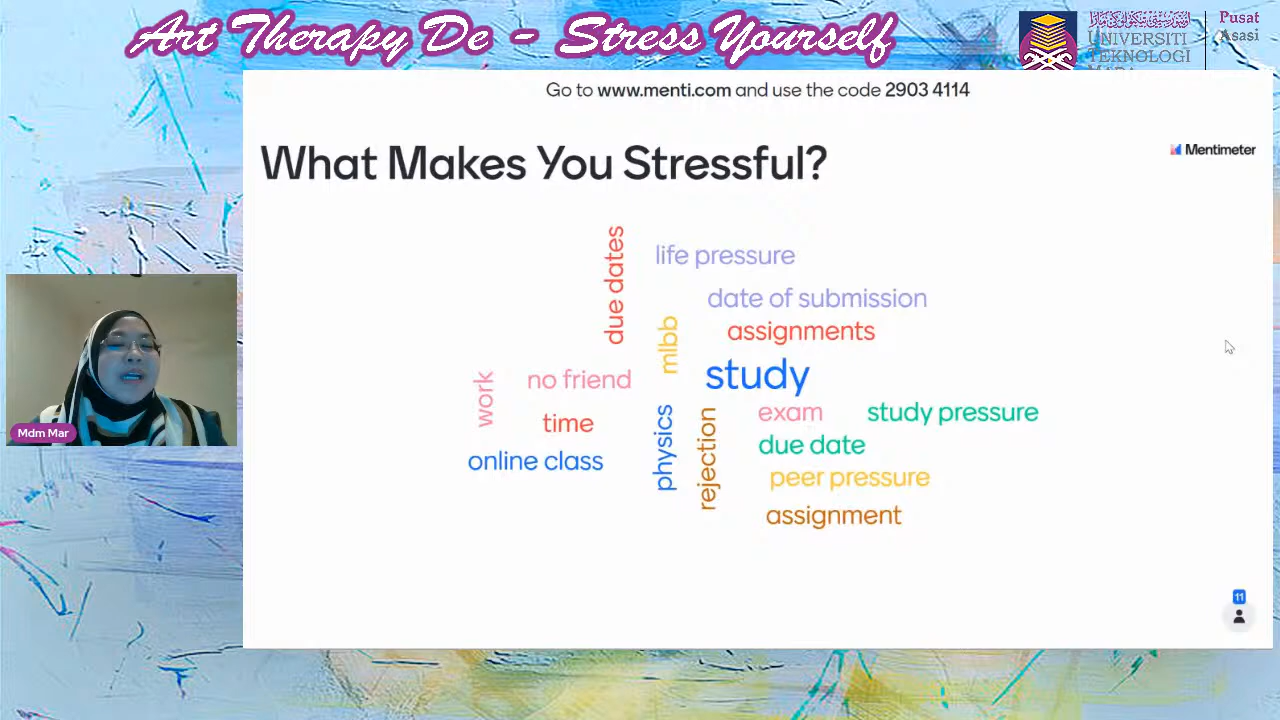 Art Therapy De - Stress Yourself
UNIVERSITI
TEKNOLOGI
Pusat
Asasi
Go to www.menti.com and use the code 2903 4114
What Makes You Stressful?
Mentimeter
due dates
life pressure
date of submission
mlbb
assignments
study
work
no friend
time
online class
physics
rejection
exam
study pressure
due date
peer pressure
assignment
Mdm Mar
11